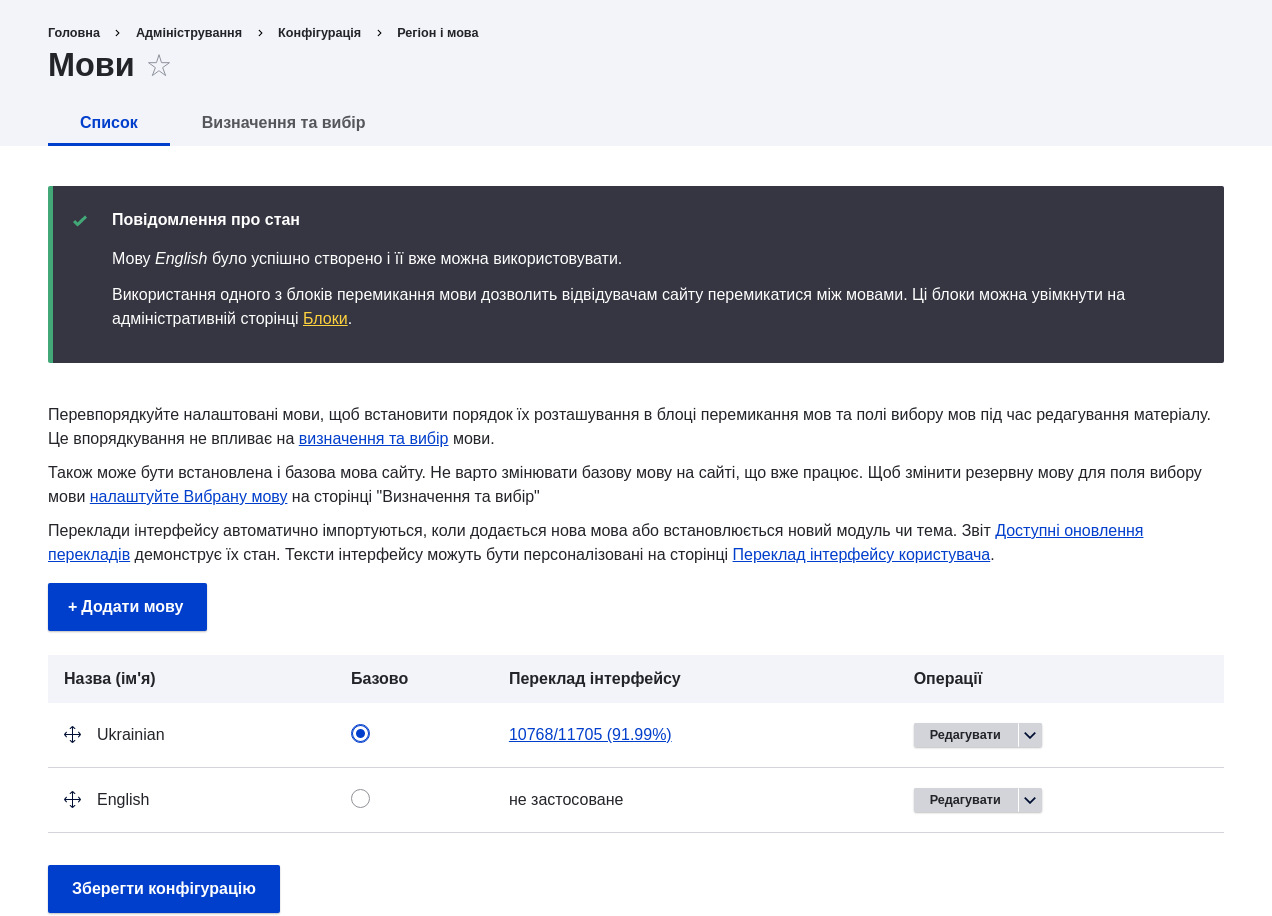 Головна › Адміністрування › Конфігурація › Регіон і мова
Мови
Список Визначення та вибір
Повідомлення про стан
Мову English було успішно створено і її вже можна використовувати.
Використання одного з блоків перемикання мови дозволить відвідувачам сайту перемикатися між мовами. Ці блоки можна увімкнути на
адміністративній сторінці Блоки.
Перевпорядкуйте налаштовані мови, щоб встановити порядок їх розташування в блоці перемикання мов та полі вибору мов під час редагування матеріалу.
Це впорядкування не впливає на визначення та вибір мови.
Також може бути встановлена і базова мова сайту. Не варто змінювати базову мову на сайті, що вже працює. Щоб змінити резервну мову для поля вибору
мови налаштуйте Вибрану мову на сторінці "Визначення та вибір"
Переклади інтерфейсу автоматично імпортуються, коли додається нова мова або встановлюється новий модуль чи тема. Звіт Доступні оновлення
перекладів демонструє їх стан. Тексти інтерфейсу можуть бути персоналізовані на сторінці Переклад інтерфейсу користувача.
+ Додати мову
Назва (ім'я) Базово Переклад інтерфейсу Операції
Ukrainian 10768/11705 (91.99%) Редагувати
English не застосоване Редагувати
Зберегти конфігурацію